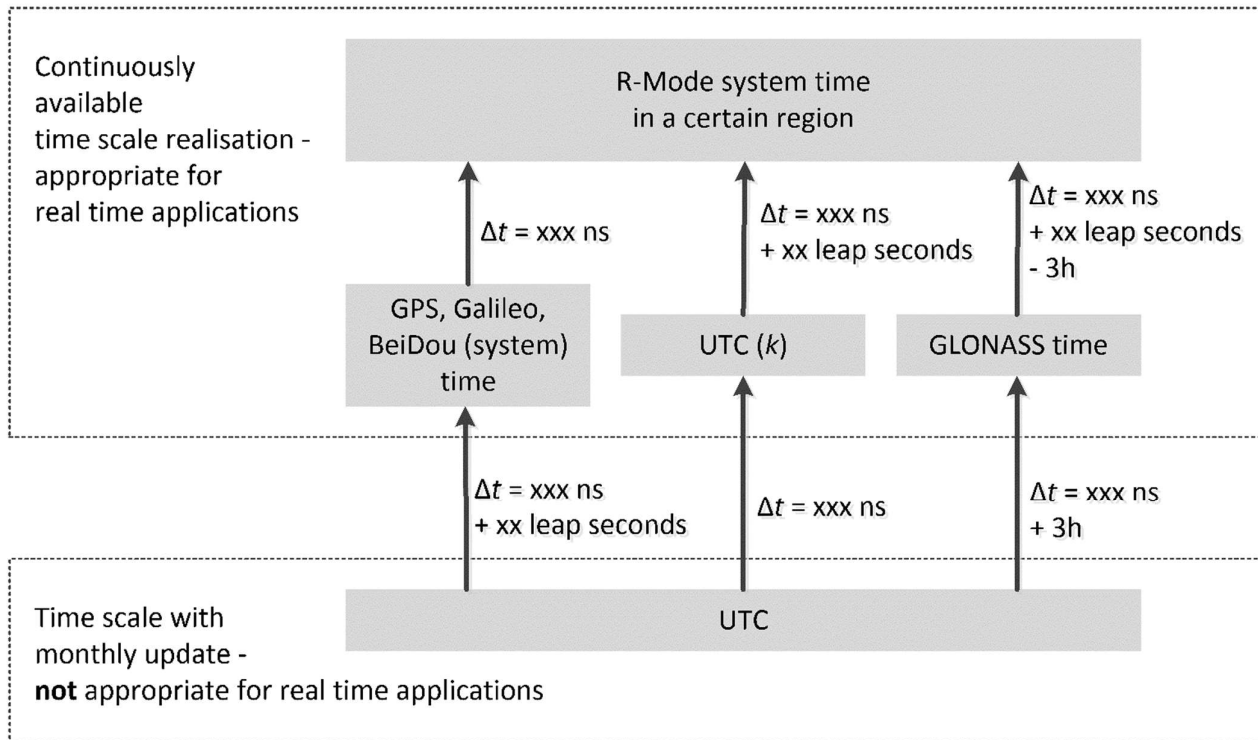 Continuously
available
time scale realisation -
appropriate for
real time applications
R-Mode system time
in a certain region
Δt = xxx ns
Δt = xxx ns
+ xx leap seconds
Δt = xxx ns
+ xx leap seconds
- 3h
GPS, Galileo,
BeiDou (system)
time
UTC (k)
GLONASS time
Δt = xxx ns
+ xx leap seconds
Δt = xxx ns
Δt = xxx ns
+ 3h
Time scale with
monthly update -
not appropriate for real time applications
UTC